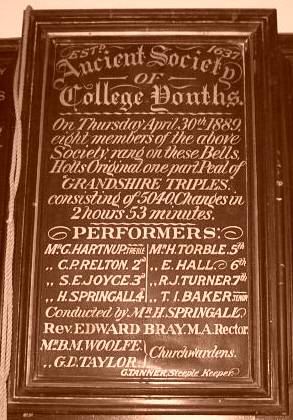 ESTD. 1637
Ancient Society
OF
College Youths.
On Thursday April 30th 1889,
eight members of the above
Society, rang on these Bells,
Holts Original one part Peal of
GRANDSHIRE TRIPLES,
consisting of 5040 Changes in
2 hours 53 minutes.
PERFORMERS:
Mr. G. HARTNUP. TREBLE Mr. H. TORBLE. 5th
„ C.P. RELTON. 2nd „ E. HALL. 6th
„ S.E. JOYCE. 3rd „ R.J. TURNER. 7th
„ H. SPRINGALL. 4 „ T.I. BAKER. TENOR
Conducted by Mr. H. SPRINGALL.
Rev. EDWARD BRAY, M.A. Rector.
Mr. B.M. WOOLFE.
„ G.D. TAYLOR. Churchwardens.
G. TANNER, Steeple Keeper.